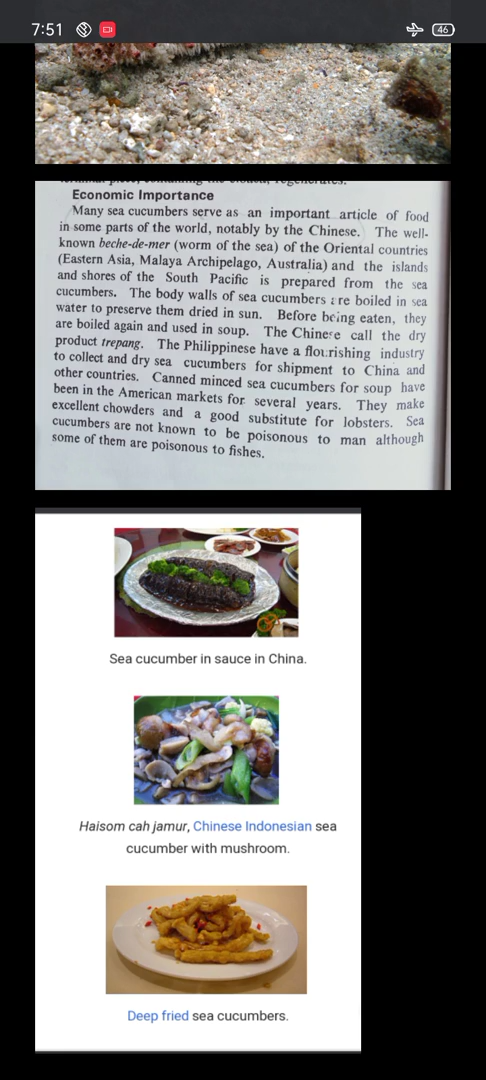 7:51
46
Economic Importance
Many sea cucumbers serve as an important article of food
in some parts of the world, notably by the Chinese. The well-
known beche-de-mer (worm of the sea) of the Oriental countries
(Eastern Asia, Malaya Archipelago, Australia) and the islands
and shores of the South Pacific is prepared from the sea
cucumbers. The body walls of sea cucumbers are boiled in sea
water to preserve them dried in sun. Before being eaten, they
are boiled again and used in soup. The Chinese call the dry
product trepang. The Philippinese have a flourishing industry
to collect and dry sea cucumbers for shipment to China and
other countries. Canned minced sea cucumbers for soup have
been in the American markets for several years. They make
excellent chowders and a good substitute for lobsters. Sea
cucumbers are not known to be poisonous to man although
some of them are poisonous to fishes.
Sea cucumber in sauce in China.
Haisom cah jamur, Chinese Indonesian sea
cucumber with mushroom.
Deep fried sea cucumbers.